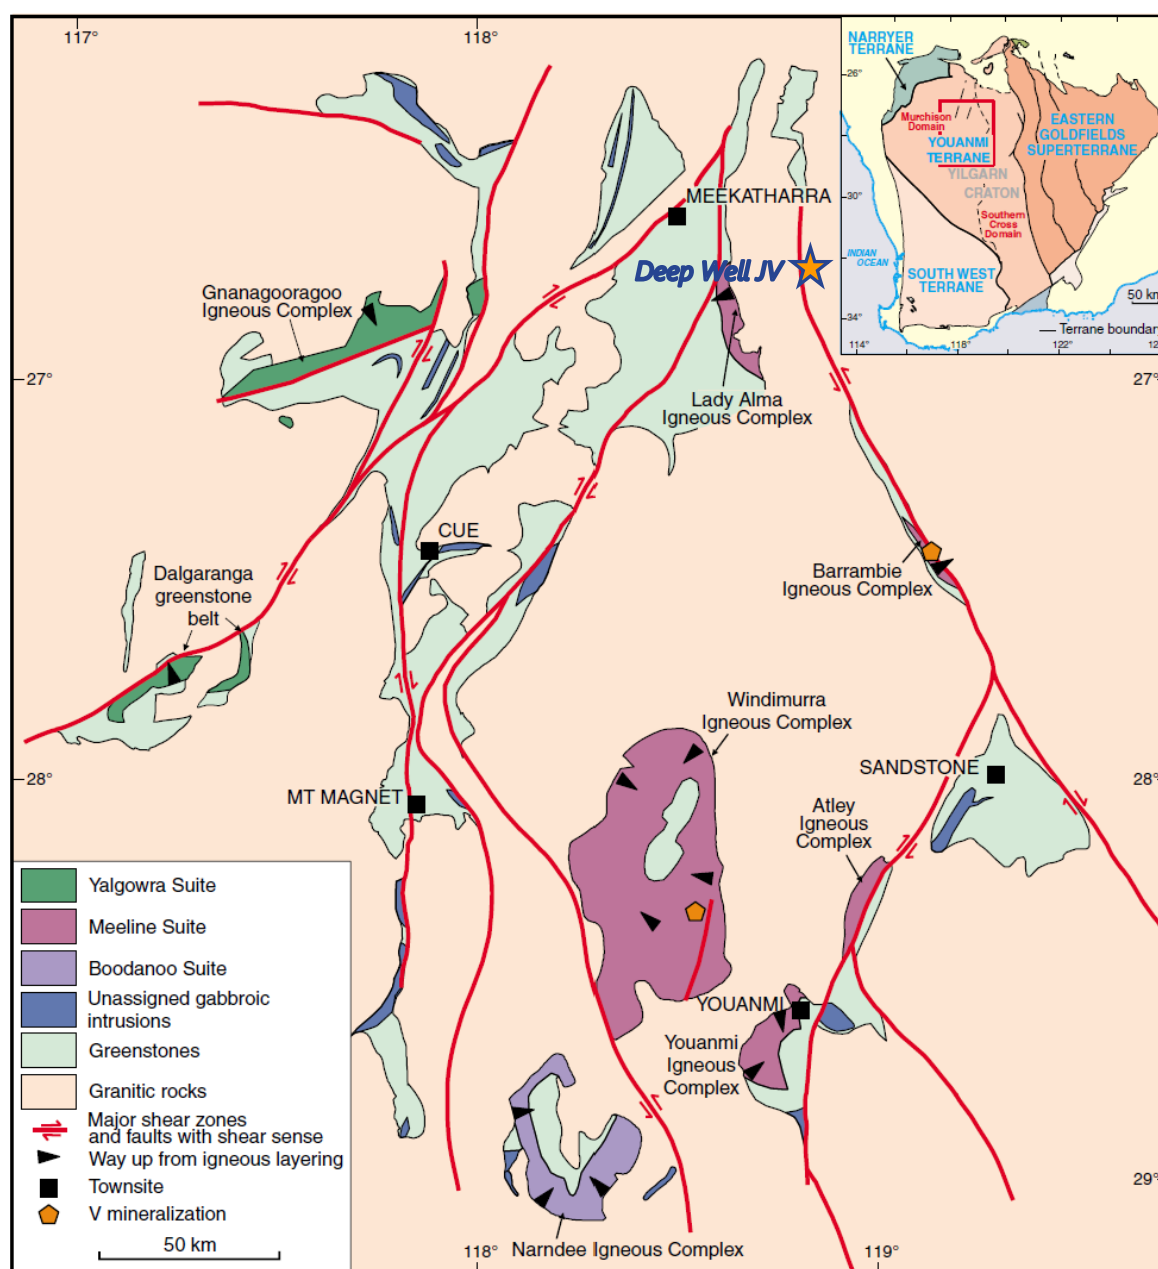 117°
118°
NARRYER
TERRANE
26°
Murchison
Domain
YOUANMI
TERRANE
EASTERN
GOLDFIELDS
SUPERTERRANE
YILGARN
CRATON
30°
Southern
Cross
Domain
INDIAN
OCEAN
SOUTH WEST
TERRANE
50 km
34°
Terrane boundary
114°
118°
122°
MEEKATHARRA
Deep Well JV
Gnanagooragoo
Igneous Complex
27°
27°
Lady Alma
Igneous Complex
CUE
Barrambie
Igneous Complex
Dalgaranga
greenstone
belt
Windimurra
Igneous Complex
SANDSTONE
28°
28°
MT MAGNET
Atley
Igneous
Complex
YOUANMI
Youanmi
Igneous
Complex
29°
Narndee Igneous Complex
118°
119°
Yalgowra Suite
Meeline Suite
Boodanoo Suite
Unassigned gabbroic
intrusions
Greenstones
Granitic rocks
Major shear zones
and faults with shear sense
Way up from igneous layering
Townsite
V mineralization
50 km